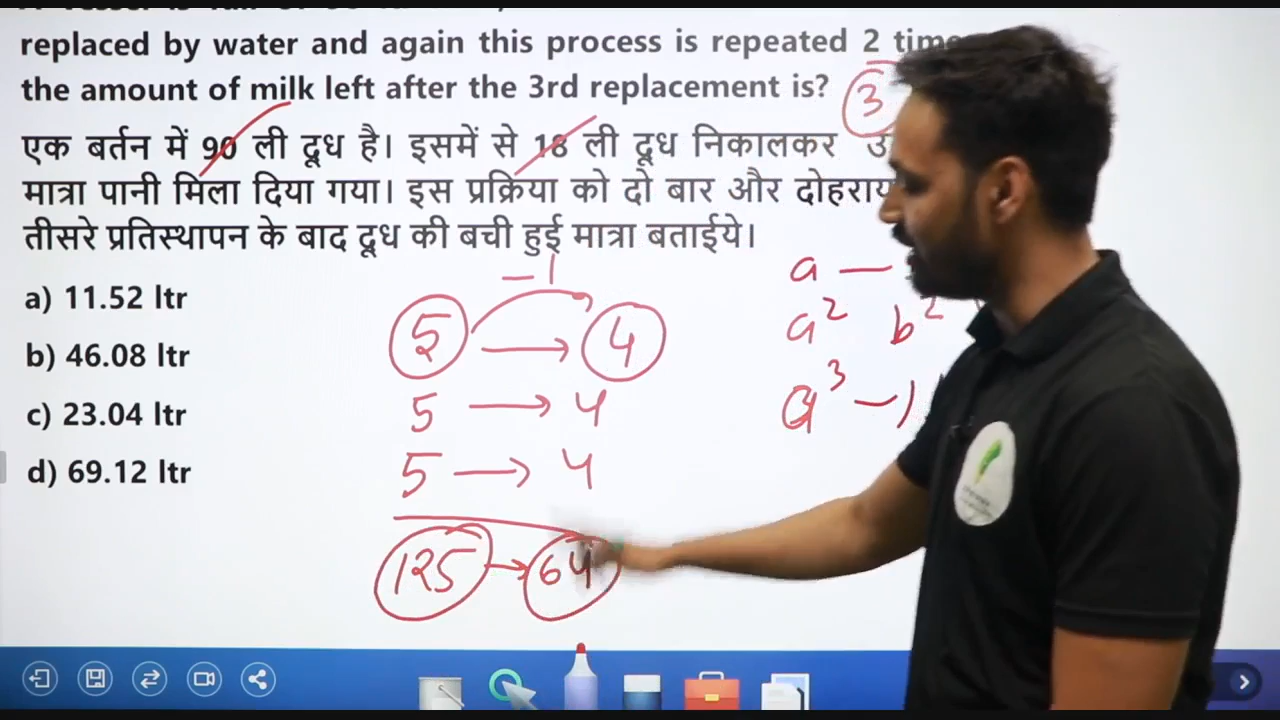 replaced by water and again this process is repeated 2
the amount of milk left after the 3rd replacement is?
3
एक बर्तन में 90 ली दूध है। इसमें से 18 ली दूध निकालकर
मात्रा पानी मिला दिया गया। इस प्रक्रिया को दो बार और
तीसरे प्रतिस्थापन के बाद दूध की बची हुई मात्रा बताईये।
a) 11.52 ltr
b) 46.08 ltr
c) 23.04 ltr
d) 69.12 ltr
-1
5 → 4
5 → 4
5 → 4
125 → 64
a —
a² b²
a³ —